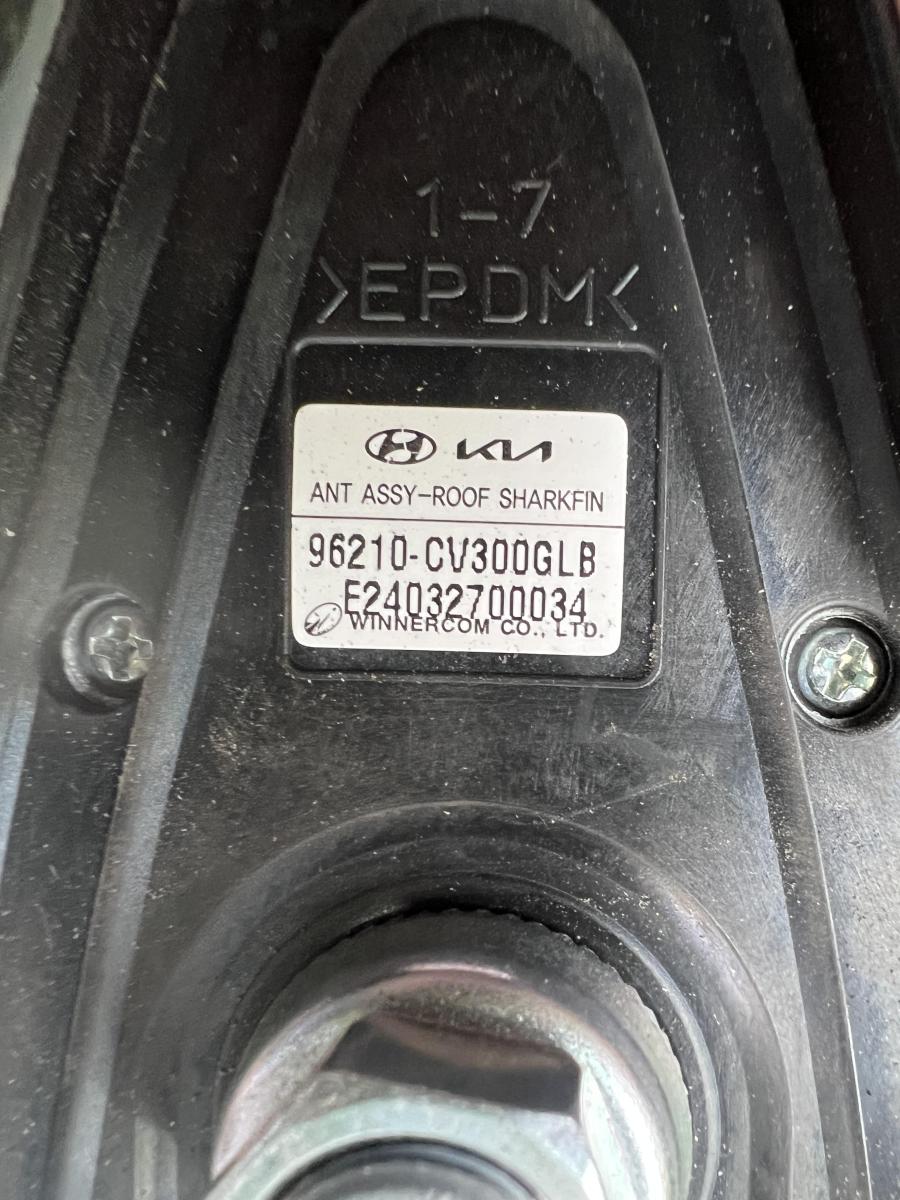 1-7
>EPDM<
KIA
ANT ASSY-ROOF SHARKFIN
96210-CV300GLB
E24032700034
WINNERCOM CO., LTD.